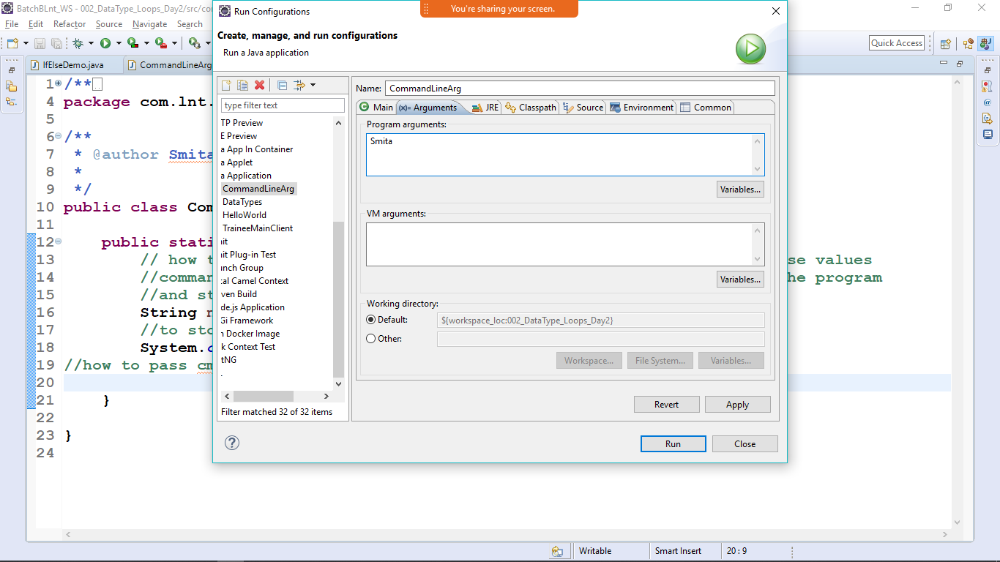 BatchBLnt_WS - 002_DataType_Loops_Day2/src/co
Run Configurations
You're sharing your screen.
File Edit Refactor Source Navigate Search
Create, manage, and run configurations
Run a Java application
Quick Access
IfElseDemo.java
CommandLineArg
type filter text
Name: CommandLineArg
Main (x)= Arguments JRE Classpath Source Environment Common
TP Preview
E Preview
a App In Container
a Applet
a Application
CommandLineArg
DataTypes
HelloWorld
TraineeMainClient
it
it Plug-in Test
nch Group
al Camel Context
ven Build
de.js Application
Gi Framework
n Docker Image
k Context Test
tNG
Filter matched 32 of 32 items
Program arguments:
Smita
Variables...
VM arguments:
Variables...
Working directory:
Default: ${workspace_loc:002_DataType_Loops_Day2}
Other:
Workspace... File System... Variables...
Revert Apply
Run Close
1 /**
4 package com.lnt.
5
6 /**
7 * @author Smita
8 *
9 */
10 public class Com
11
12 public stati
13 // how t se values
14 //comman he program
15 //and st
16 String n
17 //to sto
18 System.o
19 //how to pass cm
20
21 }
22
23 }
24
Writable Smart Insert 20 : 9